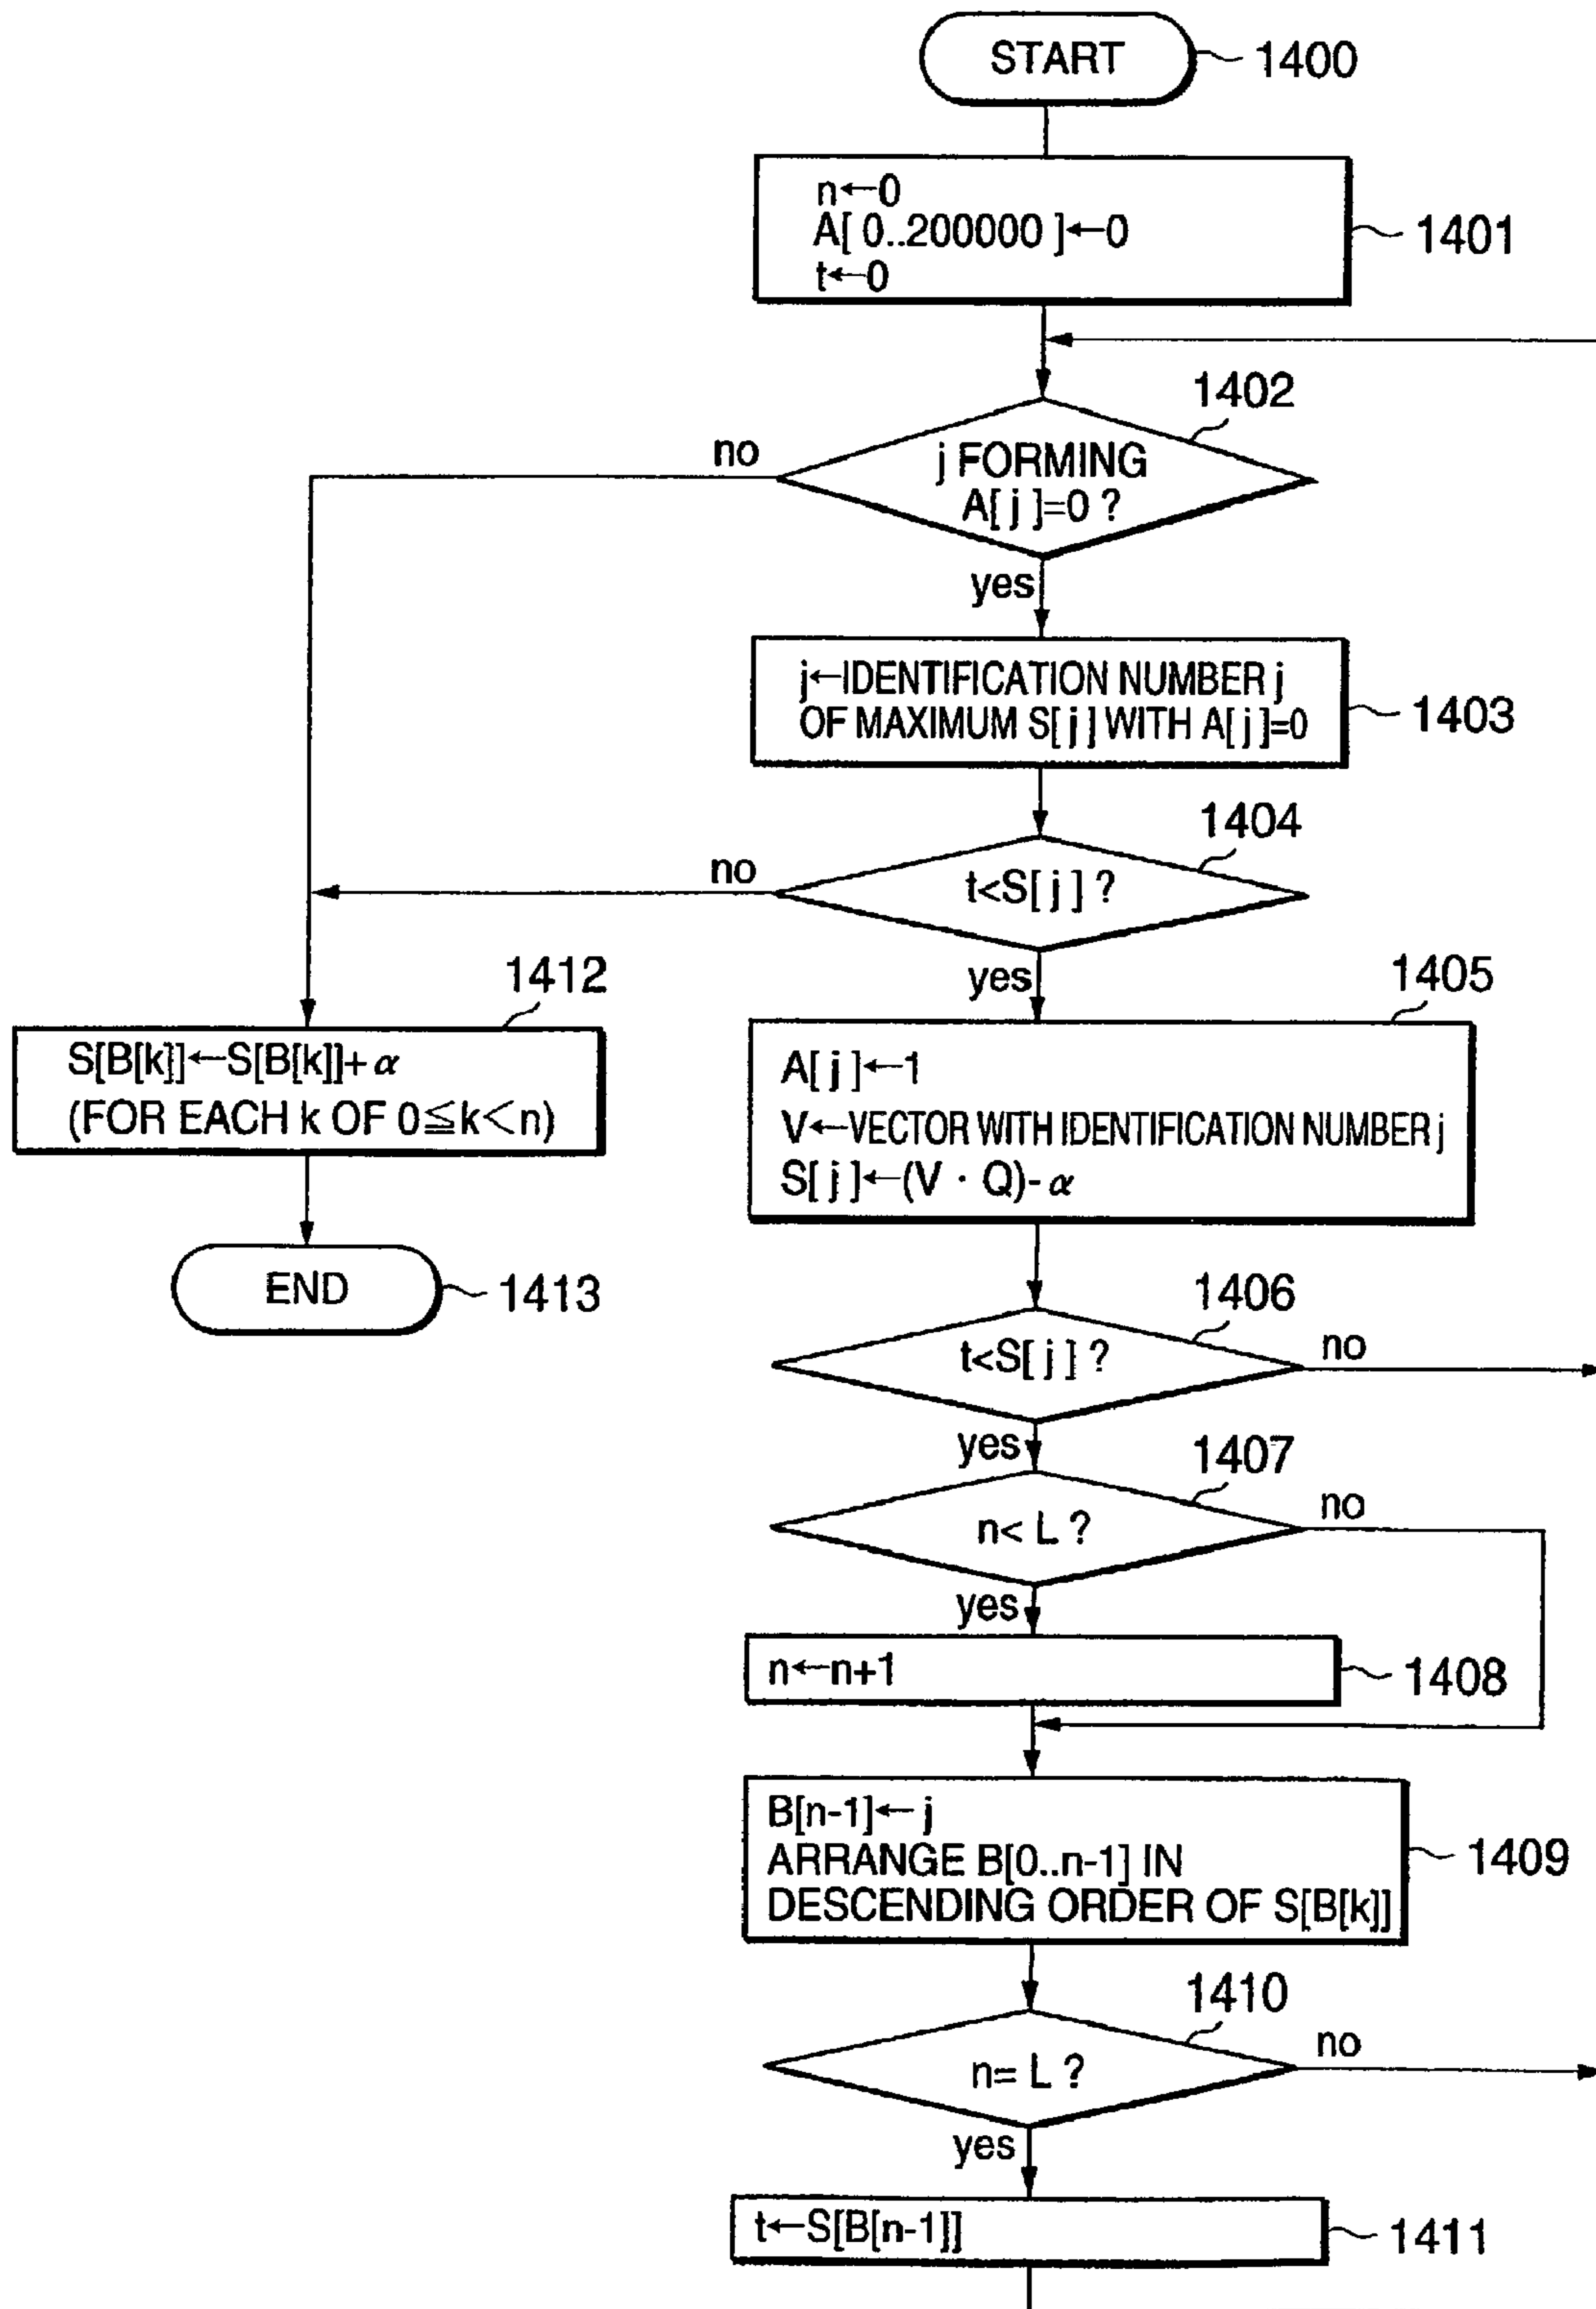 START
1400
n←0
A[ 0..200000 ]←0
t←0
1401
1402
no
j FORMING
A[ j ]=0 ?
yes
j←IDENTIFICATION NUMBER j
OF MAXIMUM S[ j ] WITH A[ j ]=0
1403
1404
no
t<S[ j ] ?
yes
1412
S[B[k]]←S[B[k]]+α
(FOR EACH k OF 0≦k<n)
END
1413
1405
A[ j ]←1
V←VECTOR WITH IDENTIFICATION NUMBER j
S[ j ]←(V · Q)-α
1406
t<S[ j ] ?
no
yes
1407
n< L ?
no
yes
n←n+1
1408
B[n-1]← j
ARRANGE B[0..n-1] IN
DESCENDING ORDER OF S[B[k]]
1409
1410
n= L ?
no
yes
t←S[B[n-1]]
1411